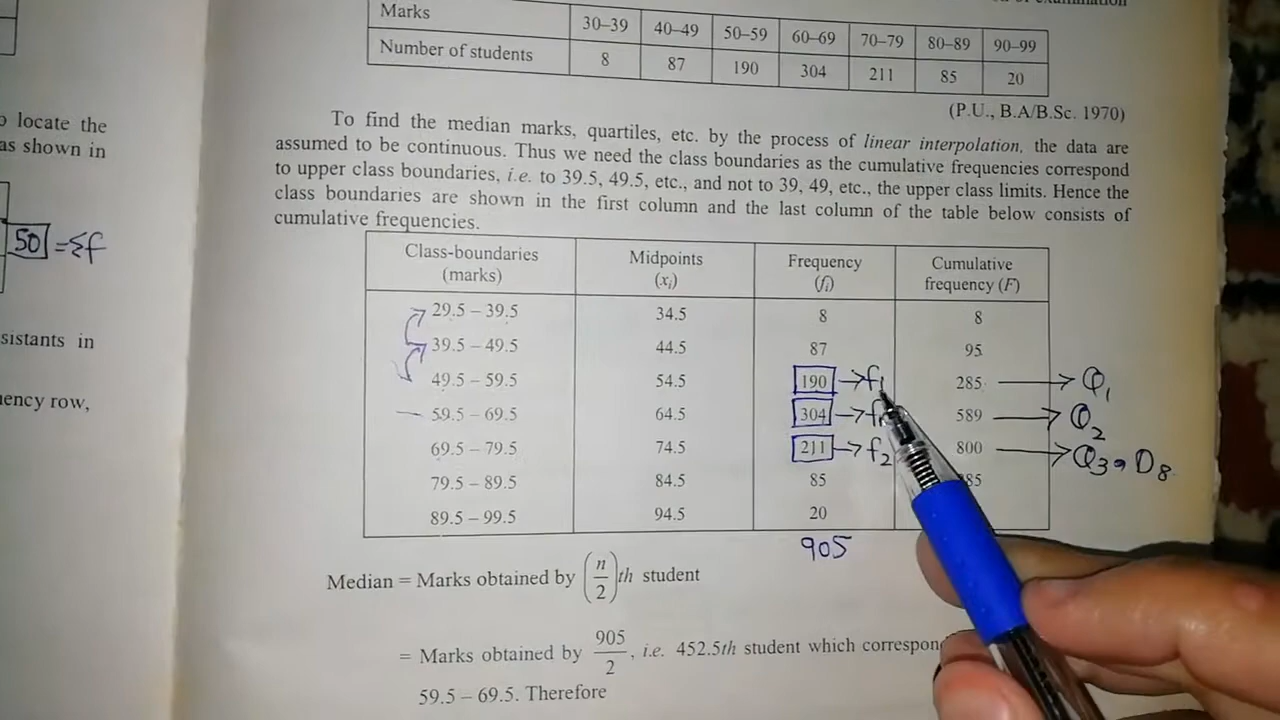 of examination
Marks 30–39 40–49 50–59 60–69 70–79 80–89 90–99
Number of students 8 87 190 304 211 85 20
(P.U., B.A/B.Sc. 1970)
To find the median marks, quartiles, etc. by the process of linear interpolation, the data are
assumed to be continuous. Thus we need the class boundaries as the cumulative frequencies correspond
to upper class boundaries, i.e. to 39.5, 49.5, etc., and not to 39, 49, etc., the upper class limits. Hence the
class boundaries are shown in the first column and the last column of the table below consists of
cumulative frequencies.
locate the
as shown in
50 =Σf
sistants in
uency row,
Class-boundaries (marks) Midpoints (xᵢ) Frequency (fᵢ) Cumulative frequency (F)
29.5 – 39.5 34.5 8 8
39.5 – 49.5 44.5 87 95
49.5 – 59.5 54.5 190 → f₁ 285 → Q₁
59.5 – 69.5 64.5 304 → f 589 → Q₂
69.5 – 79.5 74.5 211 → f₂ 800 → Q₃, D₈
79.5 – 89.5 84.5 85 85
89.5 – 99.5 94.5 20
905
Median = Marks obtained by (n/2)th student
= Marks obtained by 905/2, i.e. 452.5th student which correspon
59.5 – 69.5. Therefore